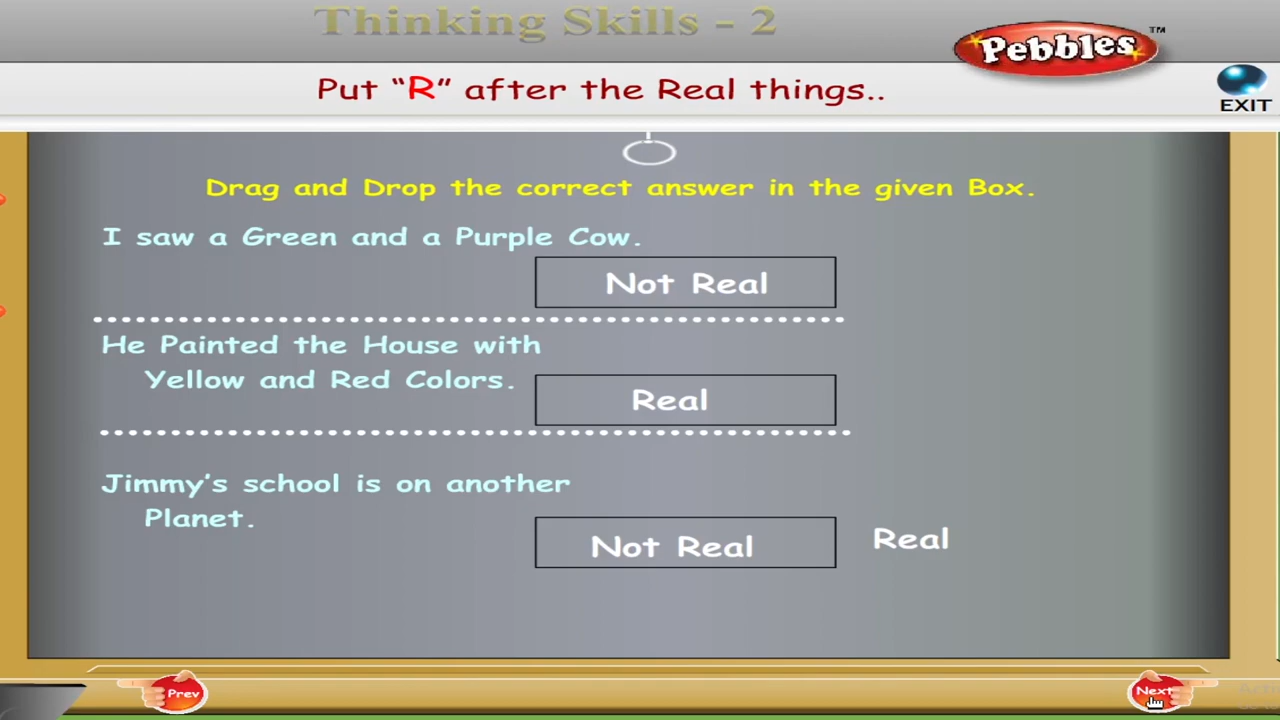 Thinking Skills - 2
Pebbles™
Put “R” after the Real things..
EXIT
Drag and Drop the correct answer in the given Box.
I saw a Green and a Purple Cow.
Not Real
He Painted the House with
Yellow and Red Colors.
Real
Jimmy’s school is on another
Planet.
Not Real
Real
Prev
Next